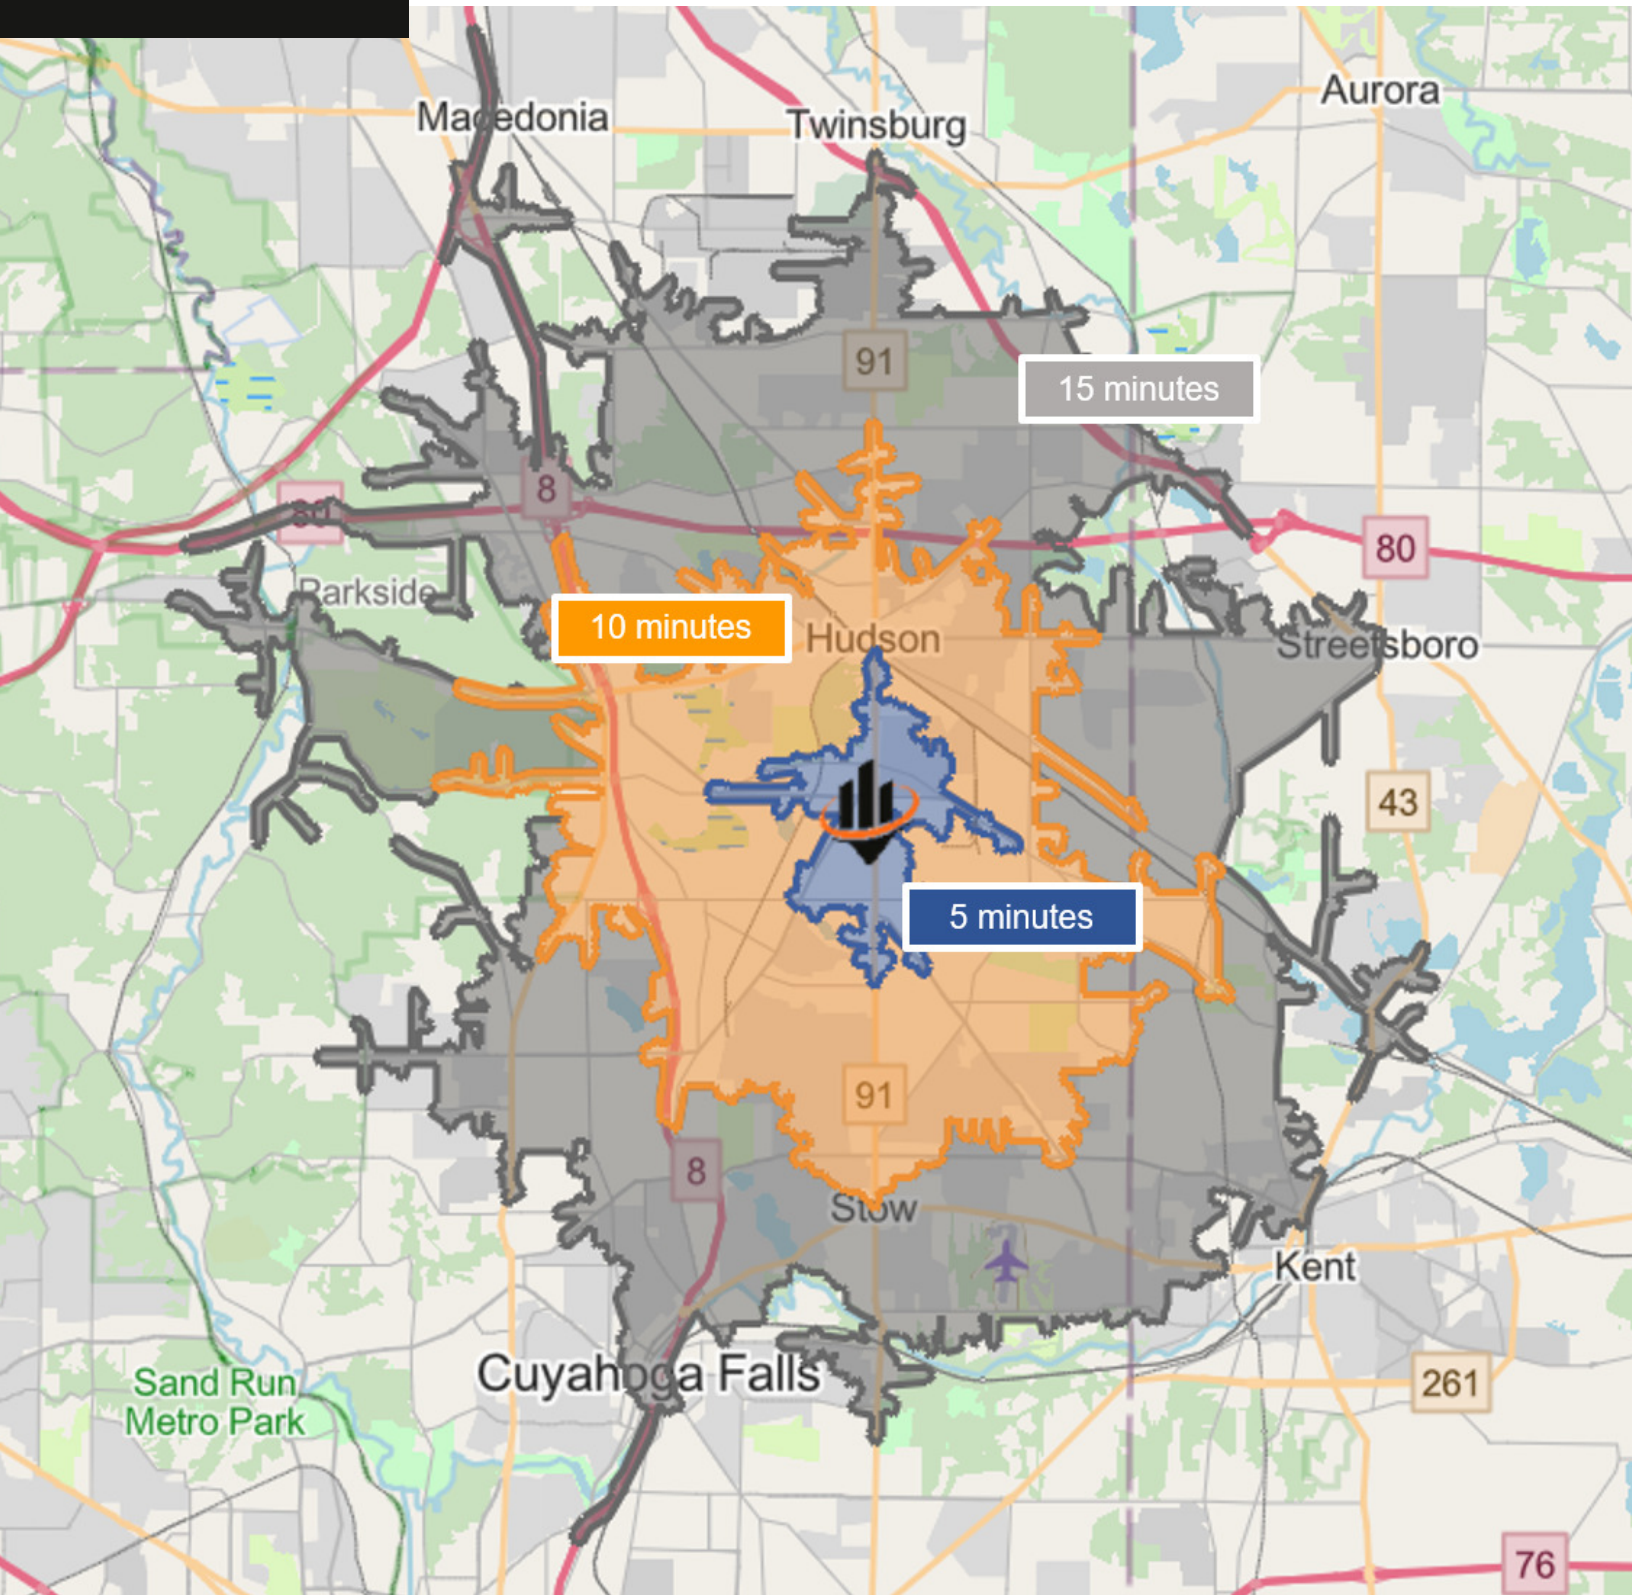 Aurora
Macedonia
Twinsburg
91
15 minutes
8
80
80
Parkside
10 minutes
Hudson
Streetsboro
43
5 minutes
91
8
Stow
Kent
Cuyahoga Falls
Sand Run
Metro Park
261
76